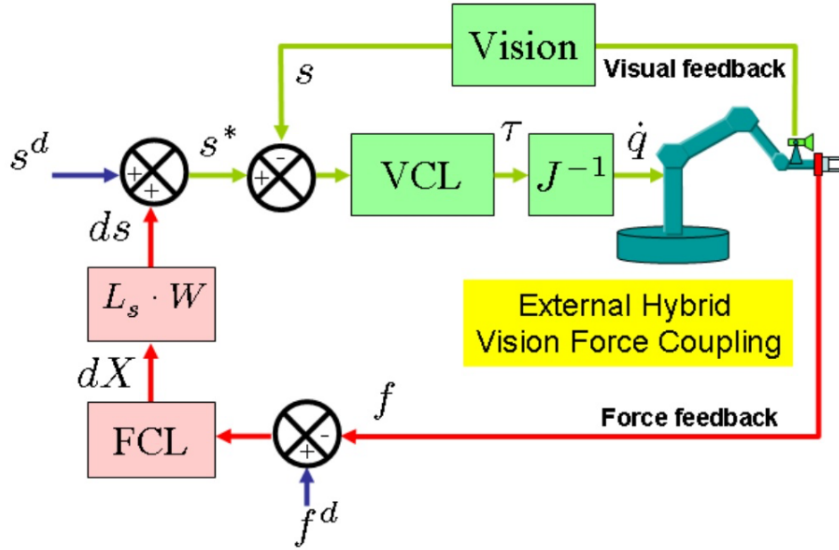 Vision
Visual feedback
s
s^d
s*
-
+
+
+
VCL
τ
J⁻¹
q̇
ds
L_s · W
dX
FCL
External Hybrid
Vision Force Coupling
f
Force feedback
-
+
f^d